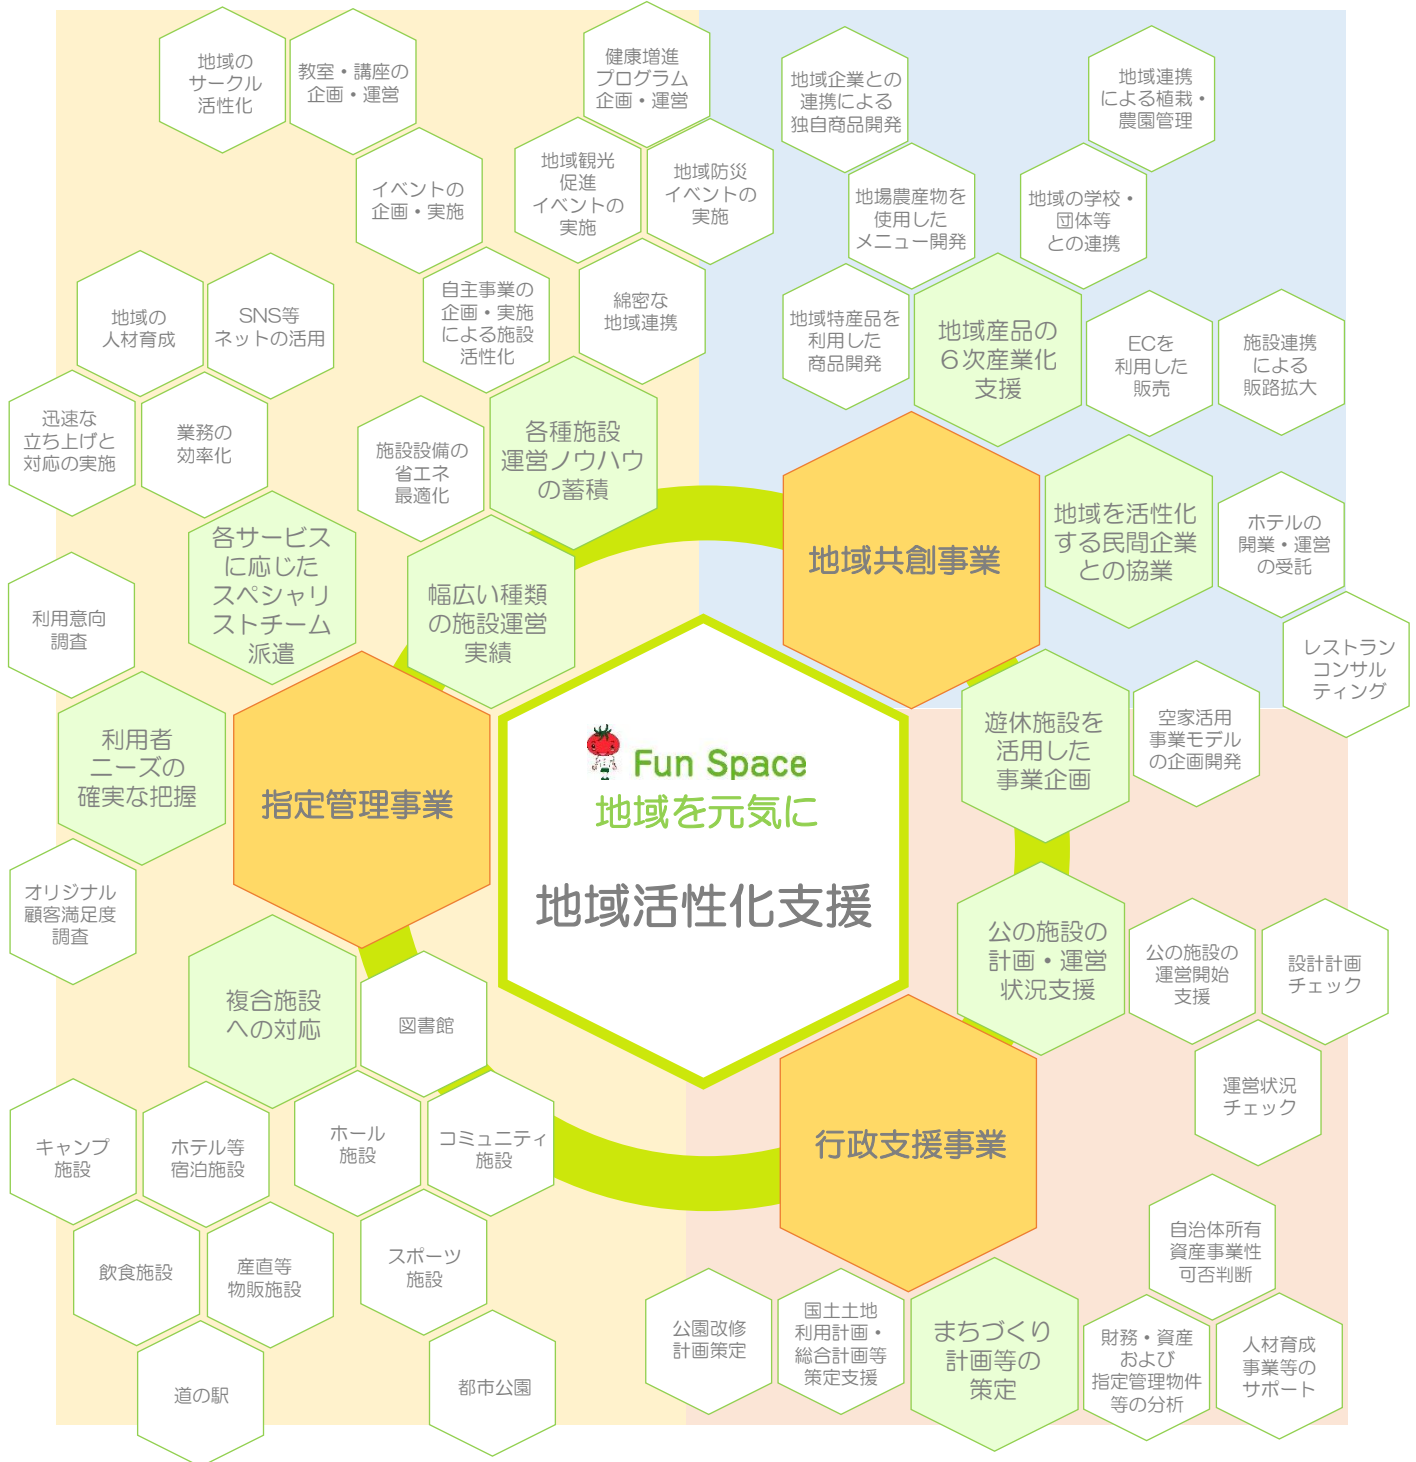 地域の
サークル
活性化
教室・講座の
企画・運営
健康増進
プログラム
企画・運営
イベントの
企画・実施
地域観光
促進
イベントの
実施
地域防災
イベントの
実施
地域の
人材育成
SNS等
ネットの活用
自主事業の
企画・実施
による施設
活性化
綿密な
地域連携
迅速な
立ち上げと
対応の実施
業務の
効率化
施設設備の
省エネ
最適化
各種施設
運営ノウハウ
の蓄積
各サービス
に応じた
スペシャリ
ストチーム
派遣
幅広い種類
の施設運営
実績
利用意向
調査
利用者
ニーズの
確実な把握
指定管理事業
オリジナル
顧客満足度
調査
複合施設
への対応
図書館
キャンプ
施設
ホテル等
宿泊施設
ホール
施設
コミュニティ
施設
飲食施設
産直等
物販施設
スポーツ
施設
道の駅
都市公園
地域企業との
連携による
独自商品開発
地域連携
による植栽・
農園管理
地場農産物を
使用した
メニュー開発
地域の学校・
団体等
との連携
地域特産品を
利用した
商品開発
地域産品の
６次産業化
支援
ECを
利用した
販売
施設連携
による
販路拡大
地域共創事業
地域を活性化
する民間企業
との協業
ホテルの
開業・運営
の受託
レストラン
コンサル
ティング
遊休施設を
活用した
事業企画
空家活用
事業モデル
の企画開発
Fun Space
地域を元気に
地域活性化支援
公の施設の
計画・運営
状況支援
公の施設の
運営開始
支援
設計計画
チェック
運営状況
チェック
行政支援事業
自治体所有
資産事業性
可否判断
公園改修
計画策定
国土土地
利用計画・
総合計画等
策定支援
まちづくり
計画等の
策定
財務・資産
および
指定管理物件
等の分析
人材育成
事業等の
サポート